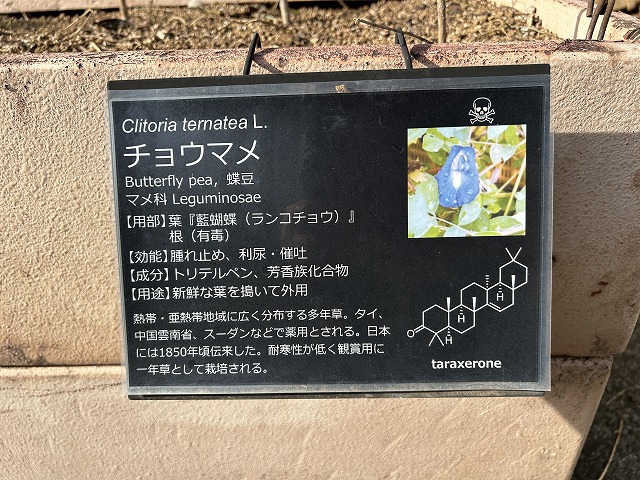 Clitoria ternatea L.
チョウマメ
Butterfly pea，蝶豆
マメ科 Leguminosae
【用部】葉『藍蝴蝶（ランコチョウ）』
根（有毒）
【効能】腫れ止め、利尿・催吐
【成分】トリテルペン、芳香族化合物
【用途】新鮮な葉を搗いて外用
熱帯・亜熱帯地域に広く分布する多年草。タイ、
中国雲南省、スーダンなどで薬用とされる。日本
には1850年頃伝来した。耐寒性が低く観賞用に
一年草として栽培される。
O
H
H
H
taraxerone